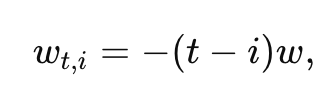 w_{t,i} = −(t − i)w,